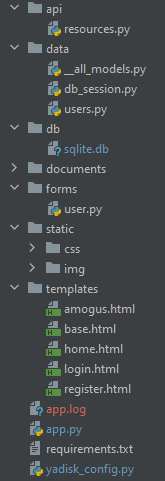 api
resources.py
data
__all_models.py
db_session.py
users.py
db
sqlite.db
documents
forms
user.py
static
css
img
templates
amogus.html
base.html
home.html
login.html
register.html
app.log
app.py
requirements.txt
yadisk_config.py